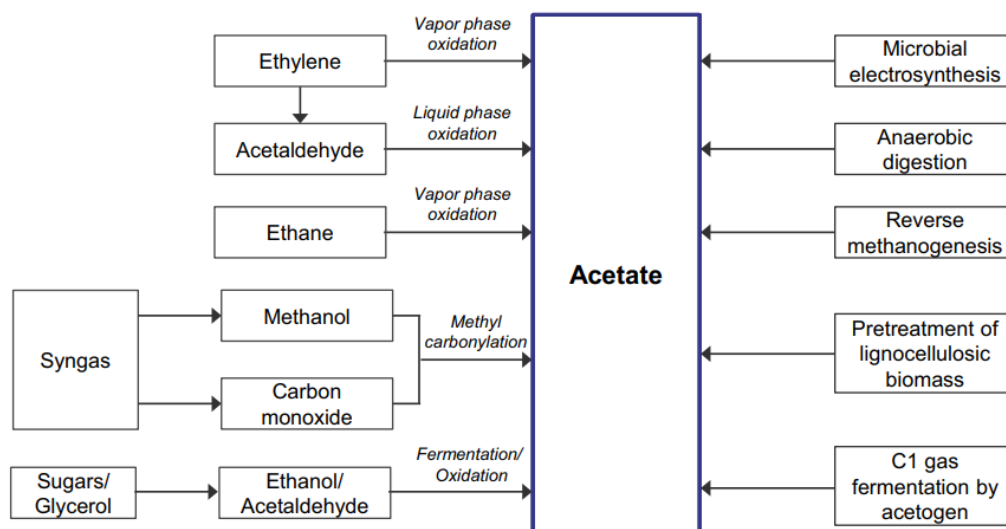 Vapor phase
oxidation
Ethylene
Liquid phase
oxidation
Acetaldehyde
Vapor phase
oxidation
Ethane
Syngas
Methanol
Carbon
monoxide
Methyl
carbonylation
Sugars/
Glycerol
Ethanol/
Acetaldehyde
Fermentation/
Oxidation
Acetate
Microbial
electrosynthesis
Anaerobic
digestion
Reverse
methanogenesis
Pretreatment of
lignocellulosic
biomass
C1 gas
fermentation by
acetogen